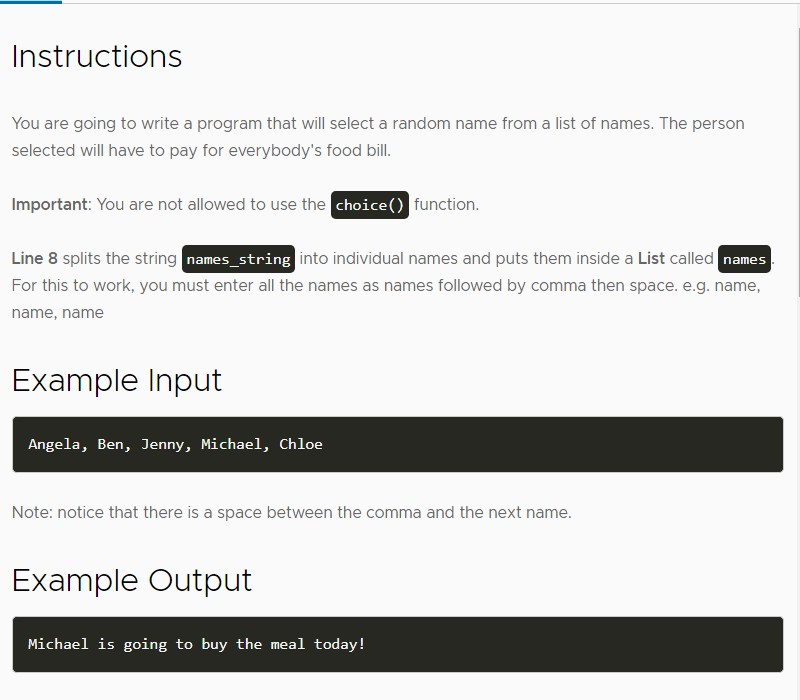 Instructions
You are going to write a program that will select a random name from a list of names. The person
selected will have to pay for everybody's food bill.
Important: You are not allowed to use the choice() function.
Line 8 splits the string names_string into individual names and puts them inside a List called names.
For this to work, you must enter all the names as names followed by comma then space. e.g. name,
name, name
Example Input
Angela, Ben, Jenny, Michael, Chloe
Note: notice that there is a space between the comma and the next name.
Example Output
Michael is going to buy the meal today!